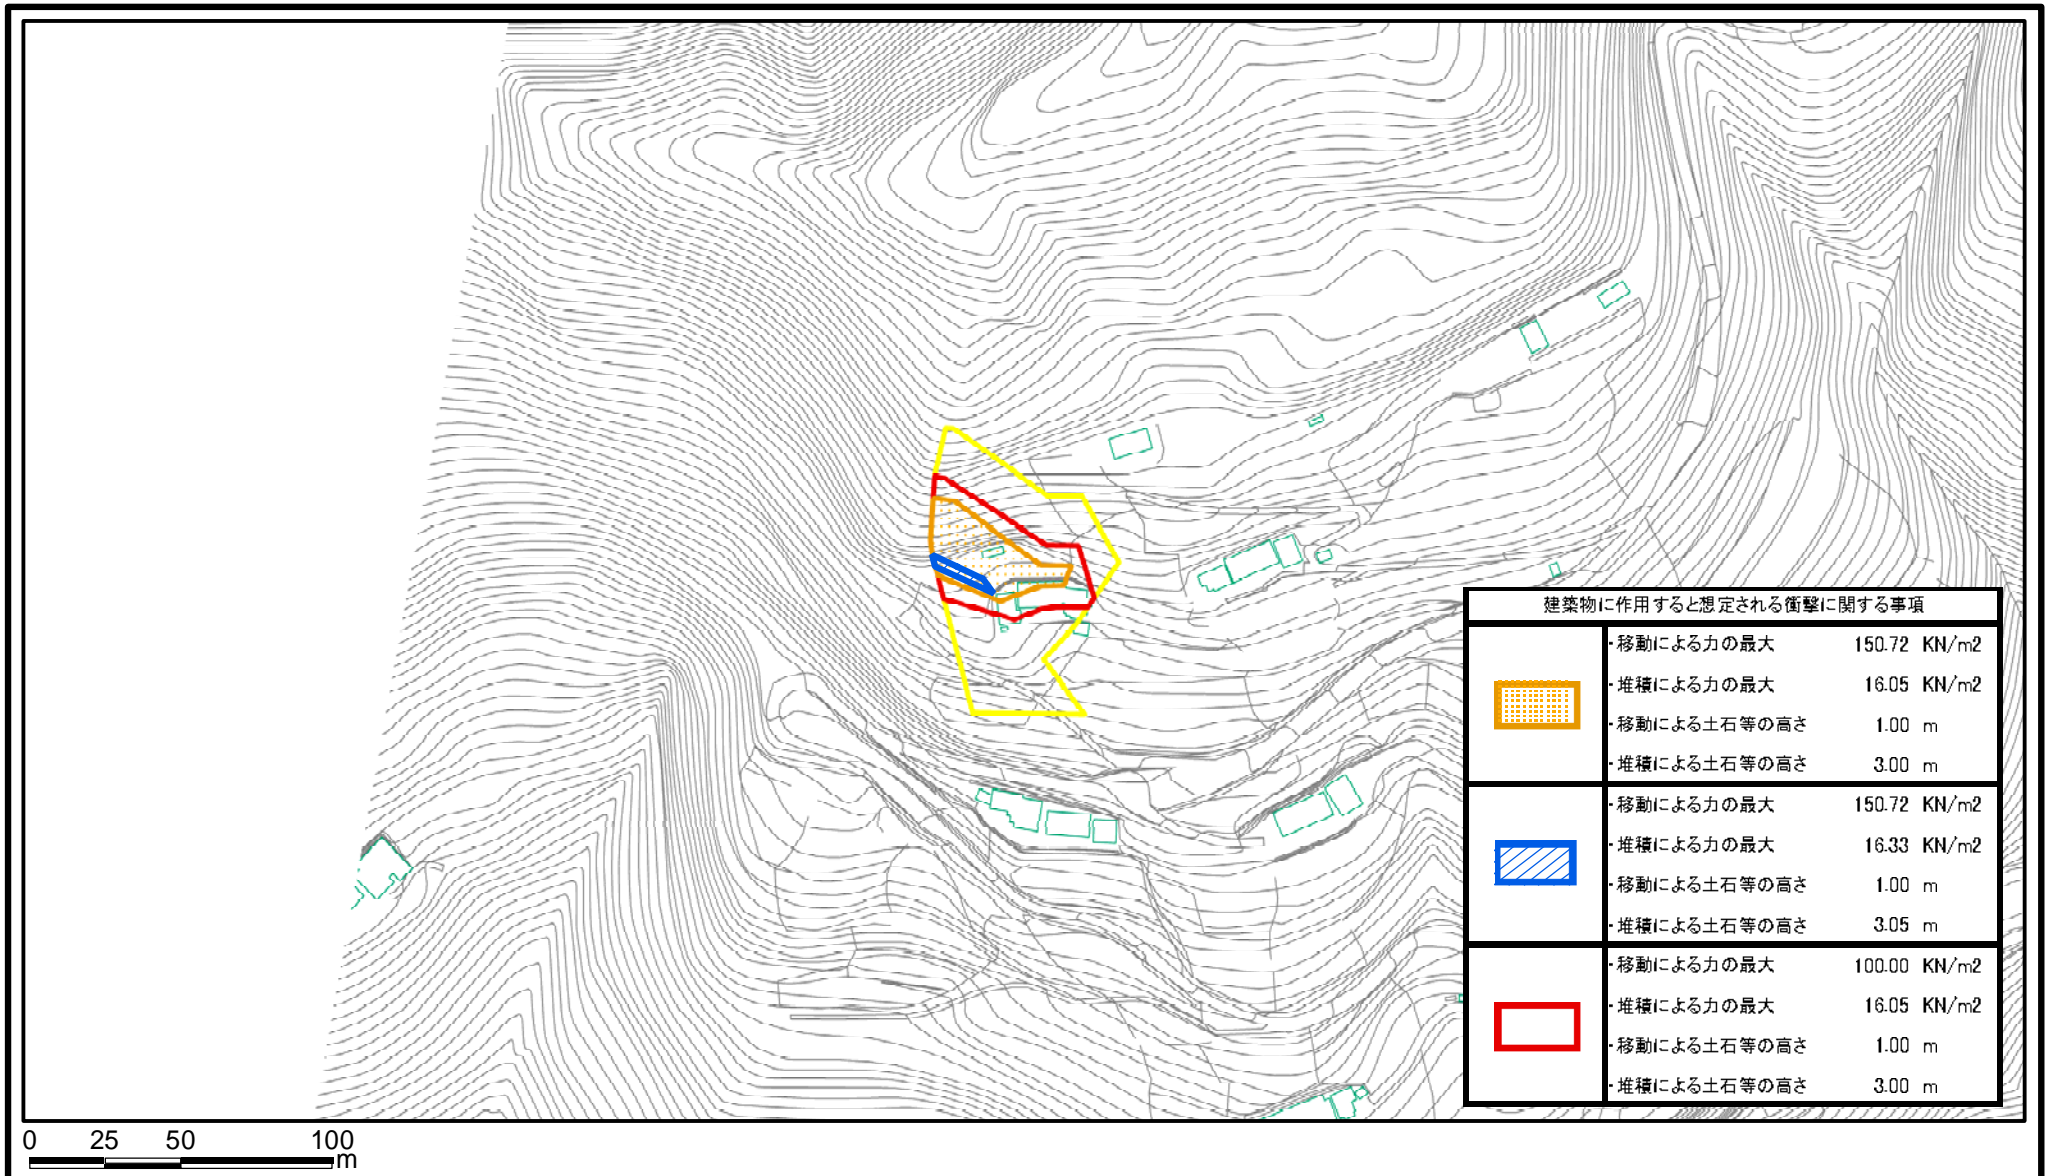 建築物に作用すると想定される衝撃に関する事項
・移動による力の最大 150.72 KN/m2
・堆積による力の最大 16.05 KN/m2
・移動による土石等の高さ 1.00 m
・堆積による土石等の高さ 3.00 m
・移動による力の最大 150.72 KN/m2
・堆積による力の最大 16.33 KN/m2
・移動による土石等の高さ 1.00 m
・堆積による土石等の高さ 3.05 m
・移動による力の最大 100.00 KN/m2
・堆積による力の最大 16.05 KN/m2
・移動による土石等の高さ 1.00 m
・堆積による土石等の高さ 3.00 m
0 25 50 100
m